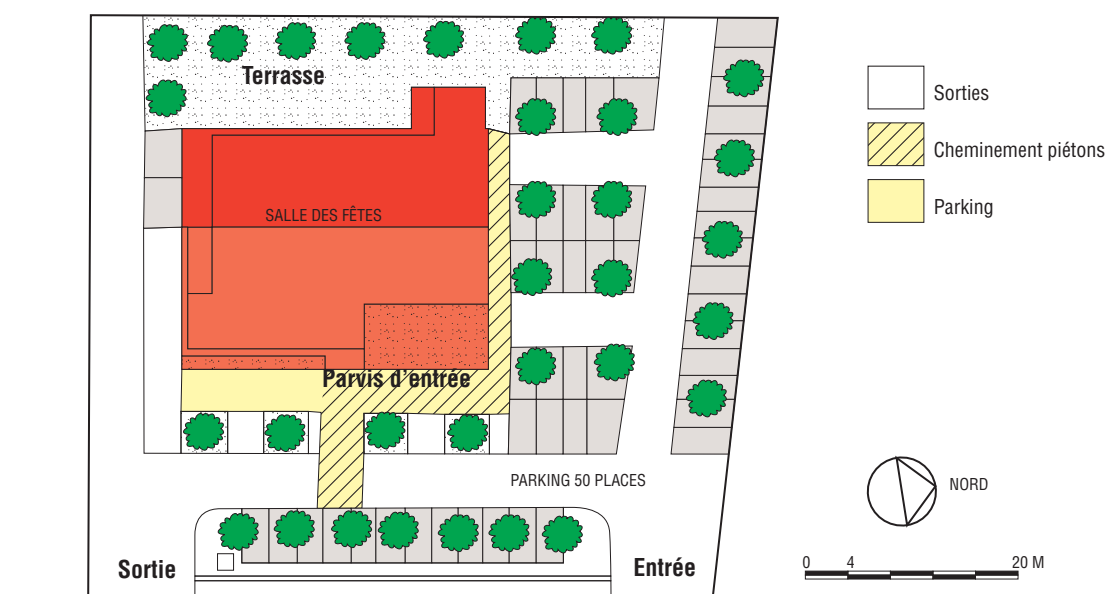 Terrasse
SALLE DES FÊTES
Parvis d'entrée
PARKING 50 PLACES
Sortie
Entrée
Sorties
Cheminement piétons
Parking
NORD
0 4 20 M